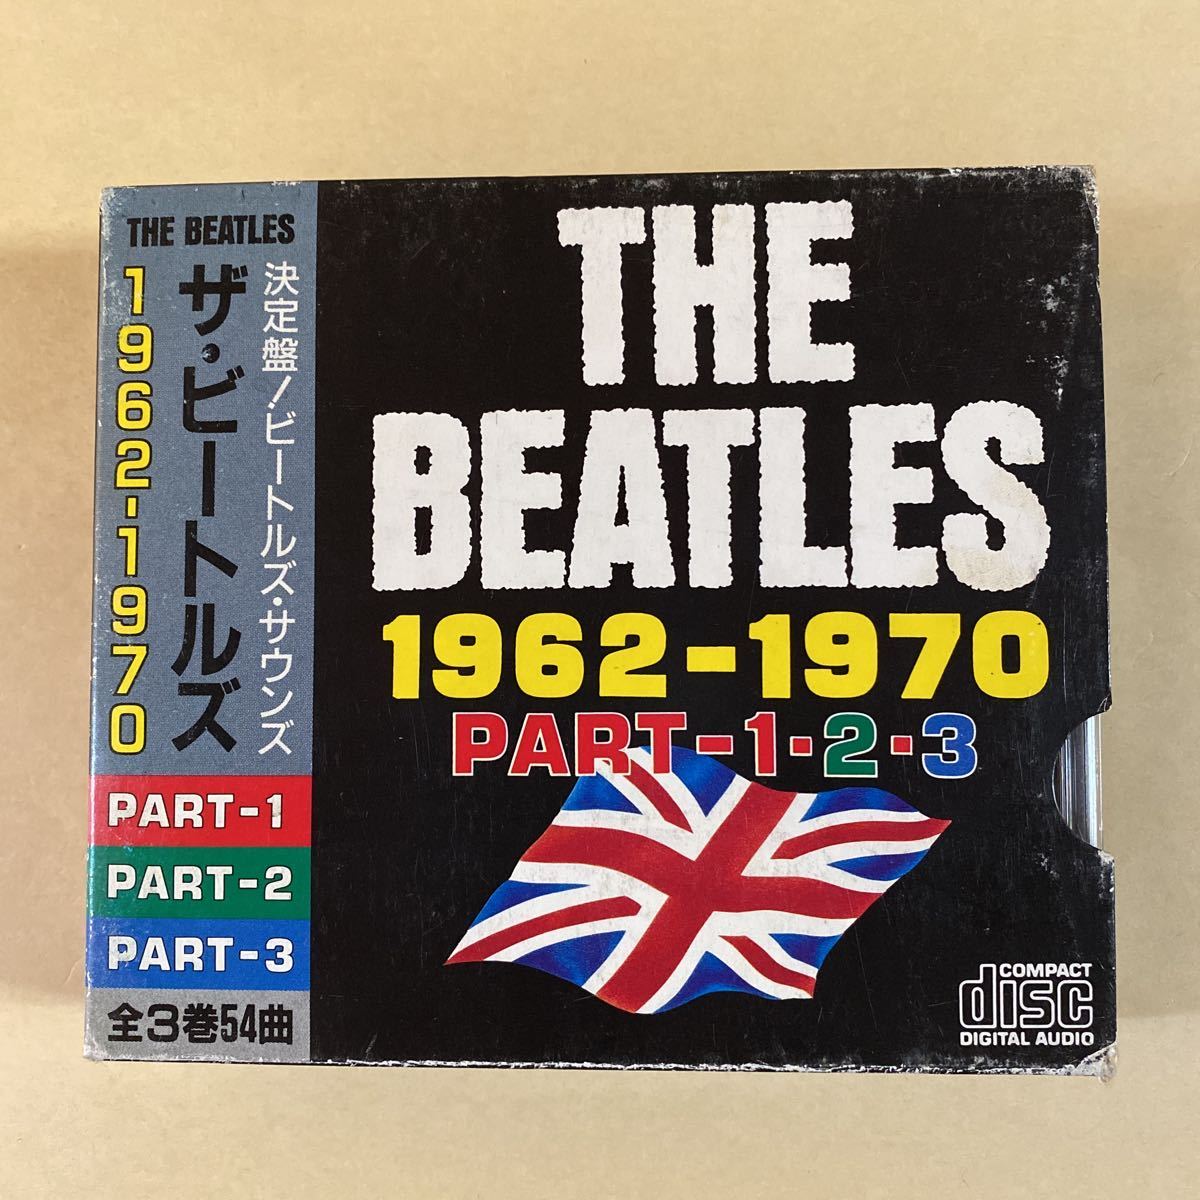 THE BEATLES
決定盤!ビートルズ・サウンズ
ザ・ビートルズ
1962-1970
PART-1
PART-2
PART-3
全3巻54曲
THE
BEATLES
1962-1970
PART-1・2・3
COMPACT
disc
DIGITAL AUDIO